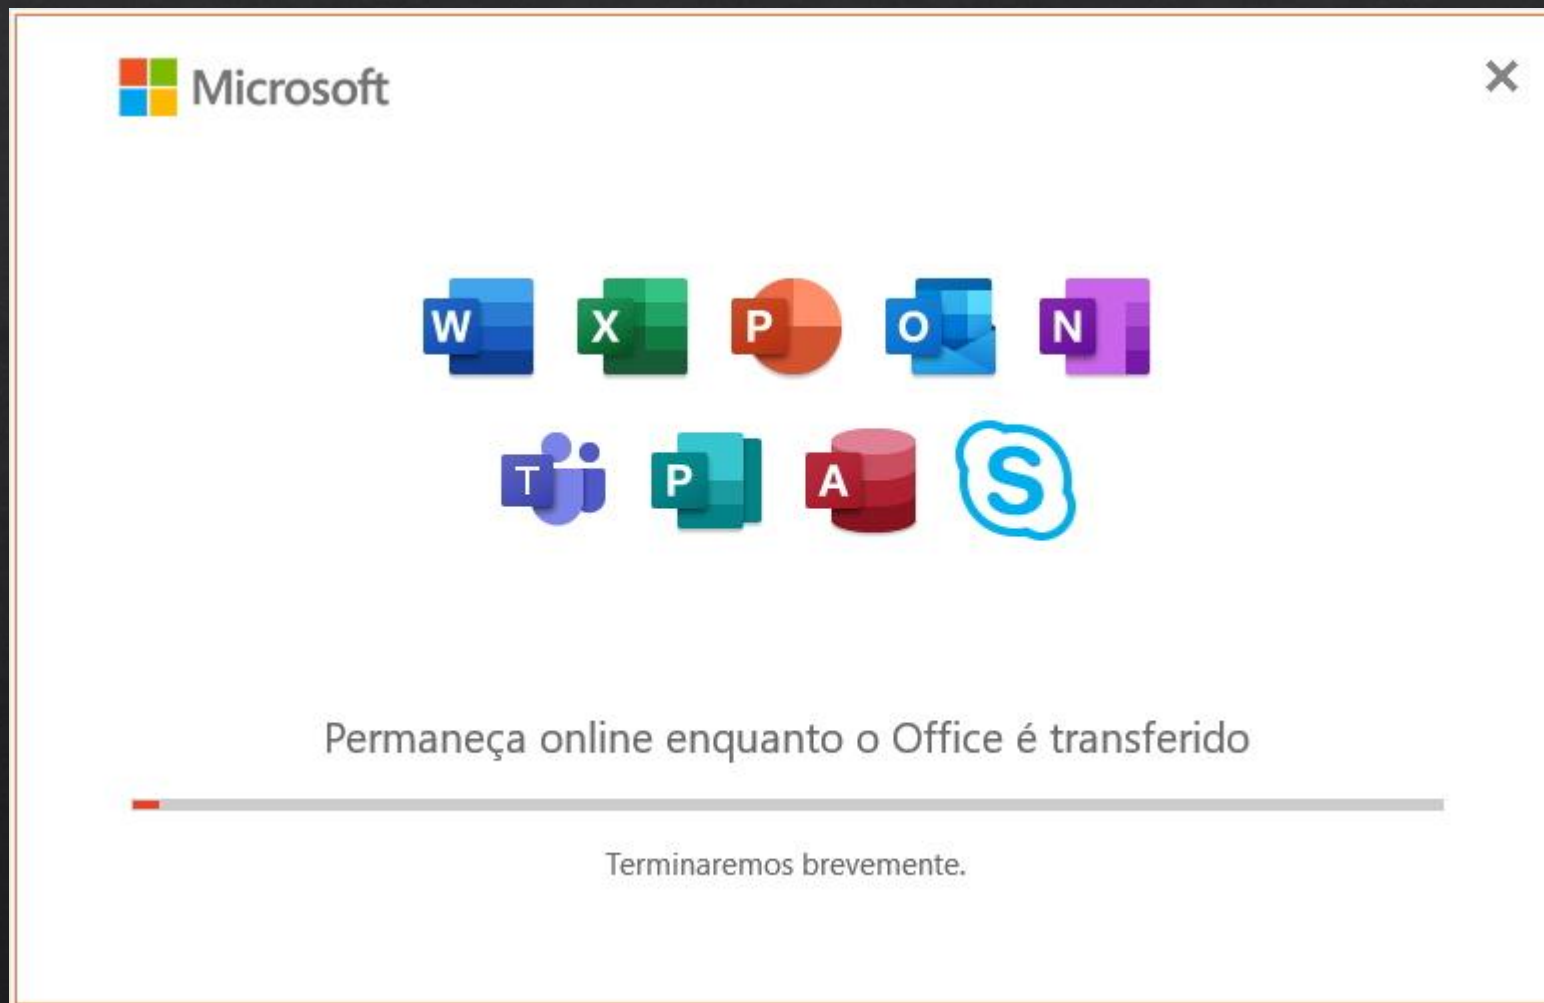 Microsoft
W X P O N
T P A S
Permaneça online enquanto o Office é transferido
Terminaremos brevemente.